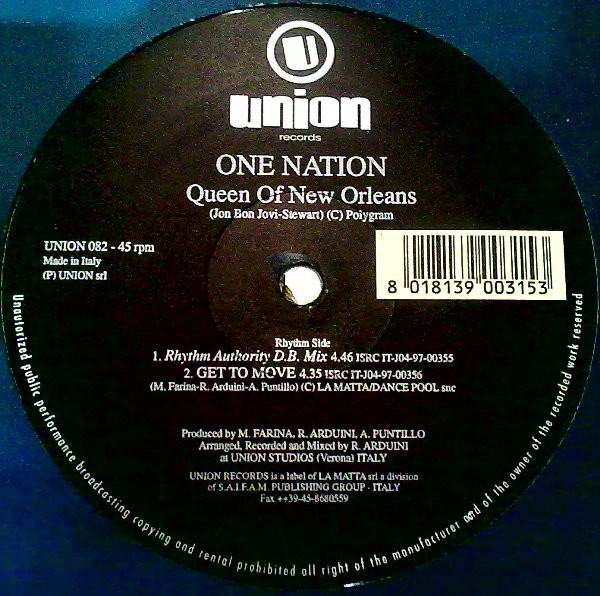 U
union
records
ONE NATION
Queen Of New Orleans
(Jon Bon Jovi-Stewart) (C) Polygram
UNION 082 - 45 rpm
Made in Italy
(P) UNION srl
8 018139 003153
Rhythm Side
1. Rhythm Authority D.B. Mix 4.46 ISRC IT-J04-97-00355
2. GET TO MOVE 4.35 ISRC IT-J04-97-00356
(M. Farina-R. Arduini-A. Puntillo) (C) LA MATTA/DANCE POOL snc
Produced by M. FARINA, R. ARDUINI, A. PUNTILLO
Arranged, Recorded and Mixed by R. ARDUINI
at UNION STUDIOS (Verona) ITALY
UNION RECORDS is a label of LA MATTA srl a division
of S.A.I.F.A.M. PUBLISHING GROUP - ITALY
Fax ++39-45-8680559
Unautorized public performance broadcasting copying and rental prohibited all right of the manufacturer and of the owner of the recorded work reserved